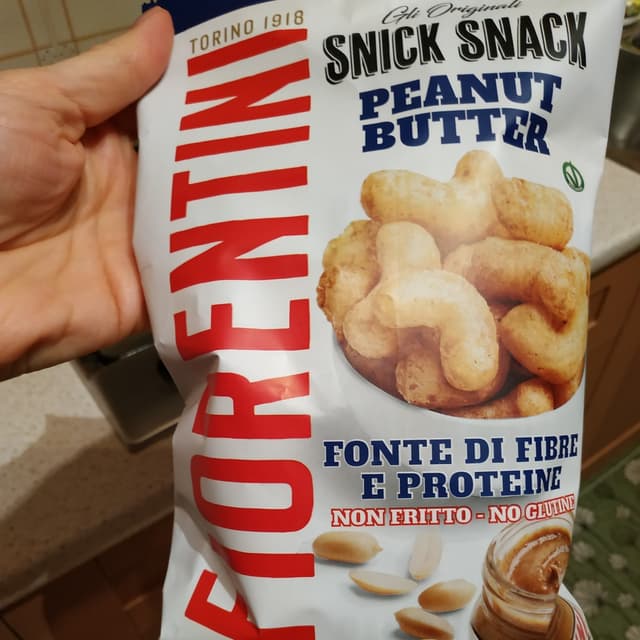 TORINO 1918
FIORENTINI
Gli Originali
SNICK SNACK
PEANUT
BUTTER
FONTE DI FIBRE
E PROTEINE
NON FRITTO - NO GLUTINE